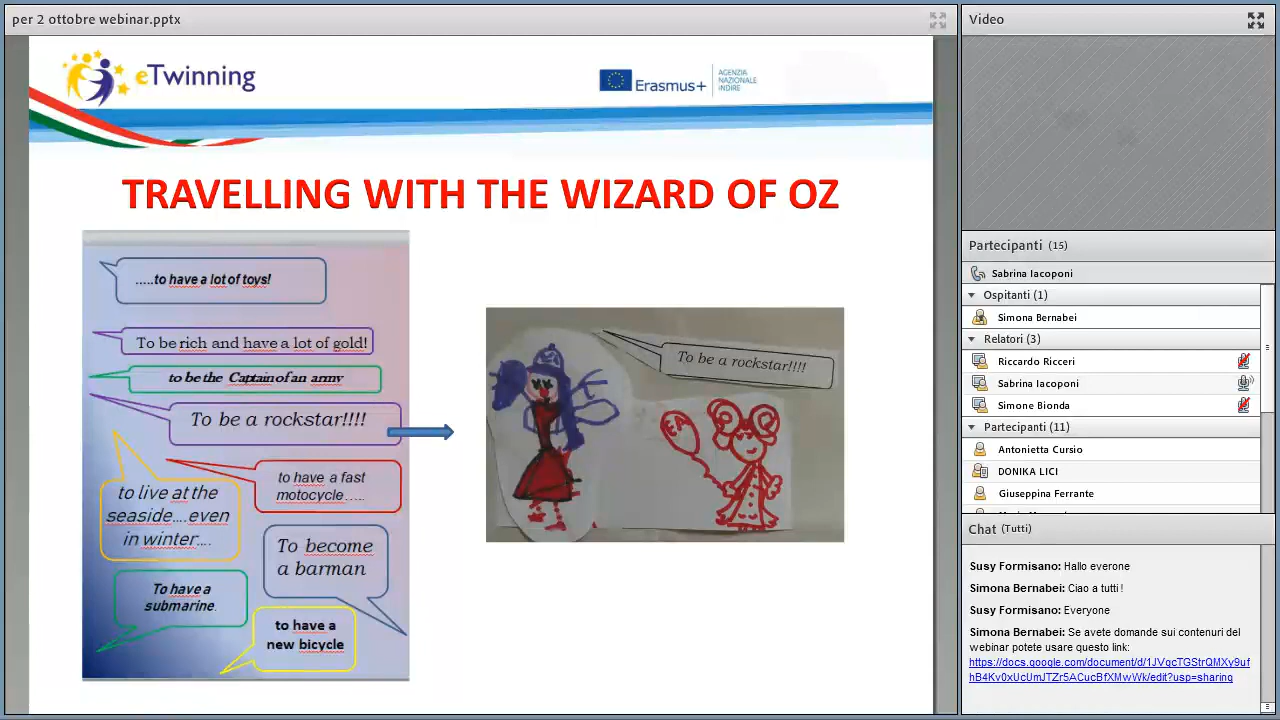 per 2 ottobre webinar.pptx
eTwinning
Erasmus+
AGENZIA
NAZIONALE
INDIRE
TRAVELLING WITH THE WIZARD OF OZ
.....to have a lot of toys!
To be rich and have a lot of gold!
to be the Captain of an army
To be a rockstar!!!!
to have a fast
motocycle.....
to live at the
seaside....even
in winter....
To become
a barman
To have a
submarine.
to have a
new bicycle
To be a rockstar!!!!
EA
Video
Partecipanti (15)
Sabrina Iacoponi
Ospitanti (1)
Simona Bernabei
Relatori (3)
Riccardo Ricceri
Sabrina Iacoponi
Simone Bionda
Partecipanti (11)
Antonietta Cursio
DONIKA LICI
Giuseppina Ferrante
Chat (Tutti)
Susy Formisano: Hallo everone
Simona Bernabei: Ciao a tutti !
Susy Formisano: Everyone
Simona Bernabei: Se avete domande sui contenuti del
webinar potete usare questo link:
https://docs.google.com/document/d/1JVqcTGStrQMXy9uf
hB4Kv0xUcUmJTZr5ACucBfXMwWk/edit?usp=sharing